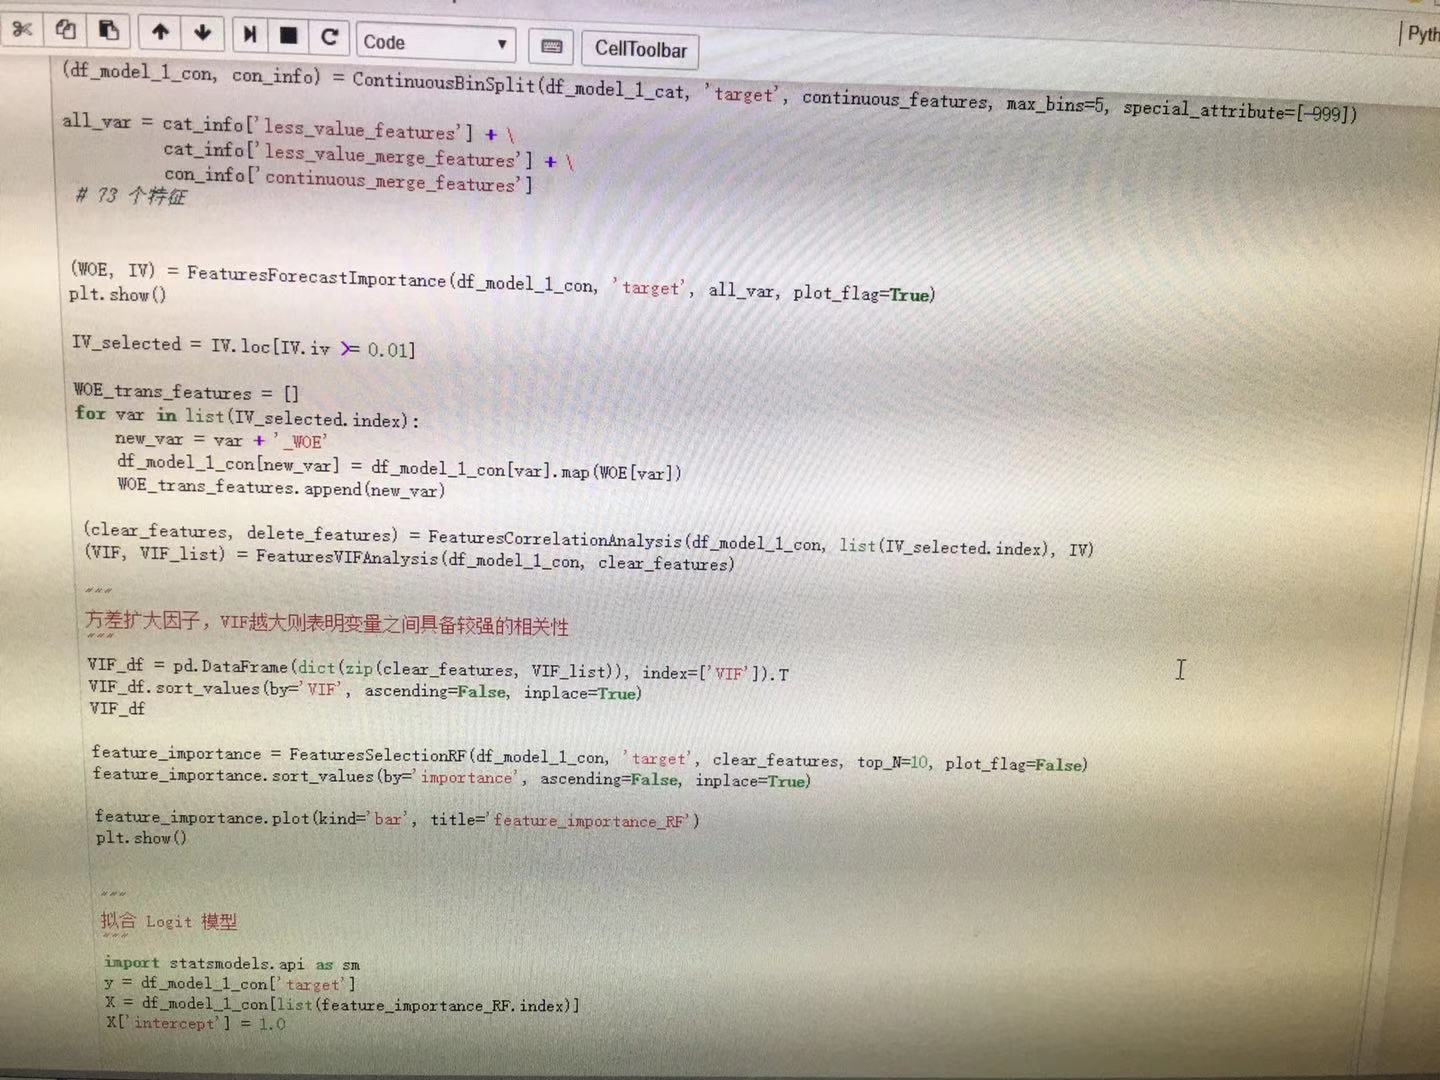 Code
CellToolbar
Pyth
(df_model_1_con, con_info) = ContinuousBinSplit(df_model_1_cat, 'target', continuous_features, max_bins=5, special_attribute=[-999])
all_var = cat_info['less_value_features'] + \
cat_info['less_value_merge_features'] + \
con_info['continuous_merge_features']
# 73 个特征
(WOE, IV) = FeaturesForecastImportance(df_model_1_con, 'target', all_var, plot_flag=True)
plt.show()
IV_selected = IV.loc[IV.iv >= 0.01]
WOE_trans_features = []
for var in list(IV_selected.index):
new_var = var + '_WOE'
df_model_1_con[new_var] = df_model_1_con[var].map(WOE[var])
WOE_trans_features.append(new_var)
(clear_features, delete_features) = FeaturesCorrelationAnalysis(df_model_1_con, list(IV_selected.index), IV)
(VIF, VIF_list) = FeaturesVIFAnalysis(df_model_1_con, clear_features)
"""
方差扩大因子，VIF越大则表明变量之间具备较强的相关性
"""
VIF_df = pd.DataFrame(dict(zip(clear_features, VIF_list)), index=['VIF']).T
VIF_df.sort_values(by='VIF', ascending=False, inplace=True)
VIF_df
feature_importance = FeaturesSelectionRF(df_model_1_con, 'target', clear_features, top_N=10, plot_flag=False)
feature_importance.sort_values(by='importance', ascending=False, inplace=True)
feature_importance.plot(kind='bar', title='feature_importance_RF')
plt.show()
"""
拟合 Logit 模型
"""
import statsmodels.api as sm
y = df_model_1_con['target']
X = df_model_1_con[list(feature_importance_RF.index)]
X['intercept'] = 1.0